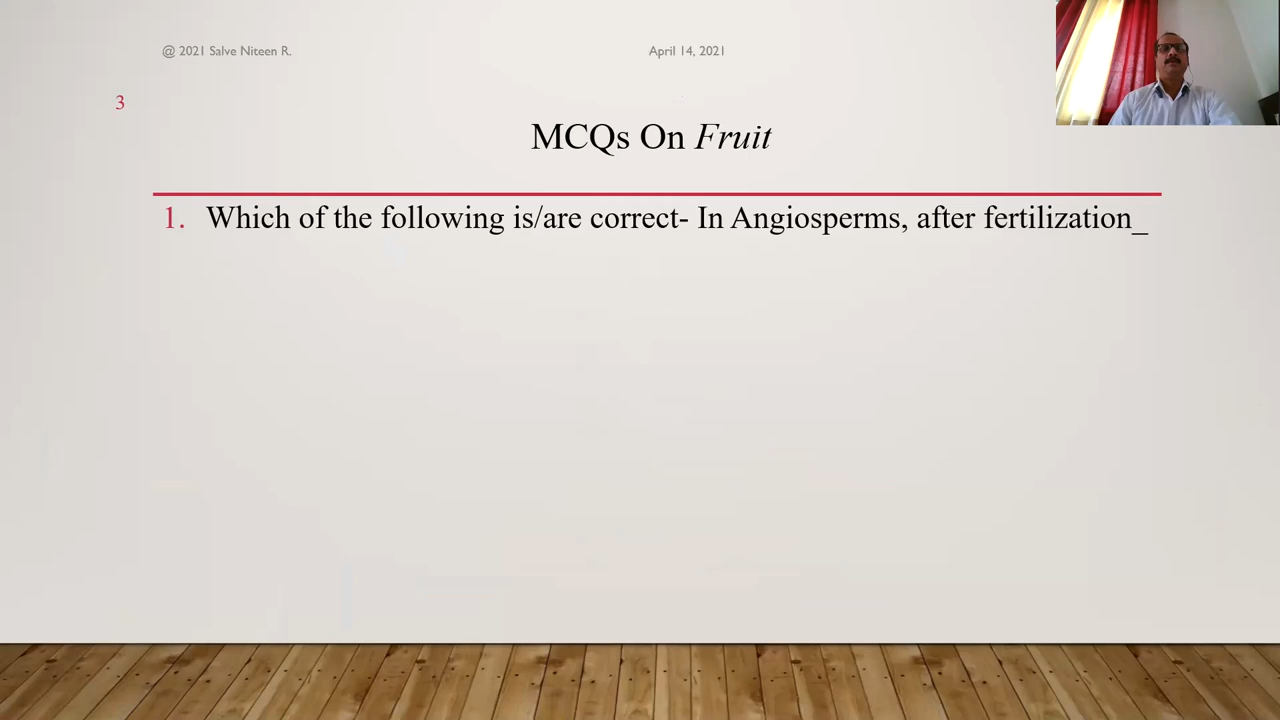 @ 2021 Salve Niteen R.
April 14, 2021
3
MCQs On Fruit
1. Which of the following is/are correct- In Angiosperms, after fertilization_